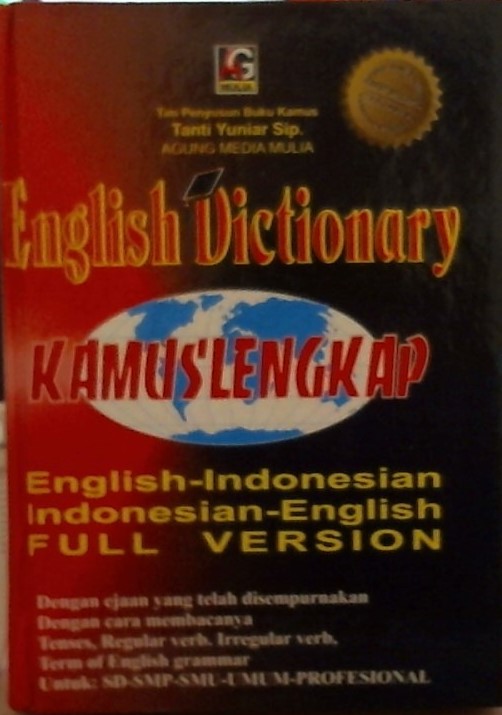 AG
MULIA
Tim Penyusun Buku Kamus
Tanti Yuniar Sip.
AGUNG MEDIA MULIA
English Dictionary
KAMUS LENGKAP
English-Indonesian
Indonesian-English
FULL VERSION
Dengan ejaan yang telah disempurnakan
Dengan cara membacanya
Tenses, Regular verb, Irregular verb,
Term of English grammar
Untuk: SD-SMP-SMU-UMUM-PROFESIONAL